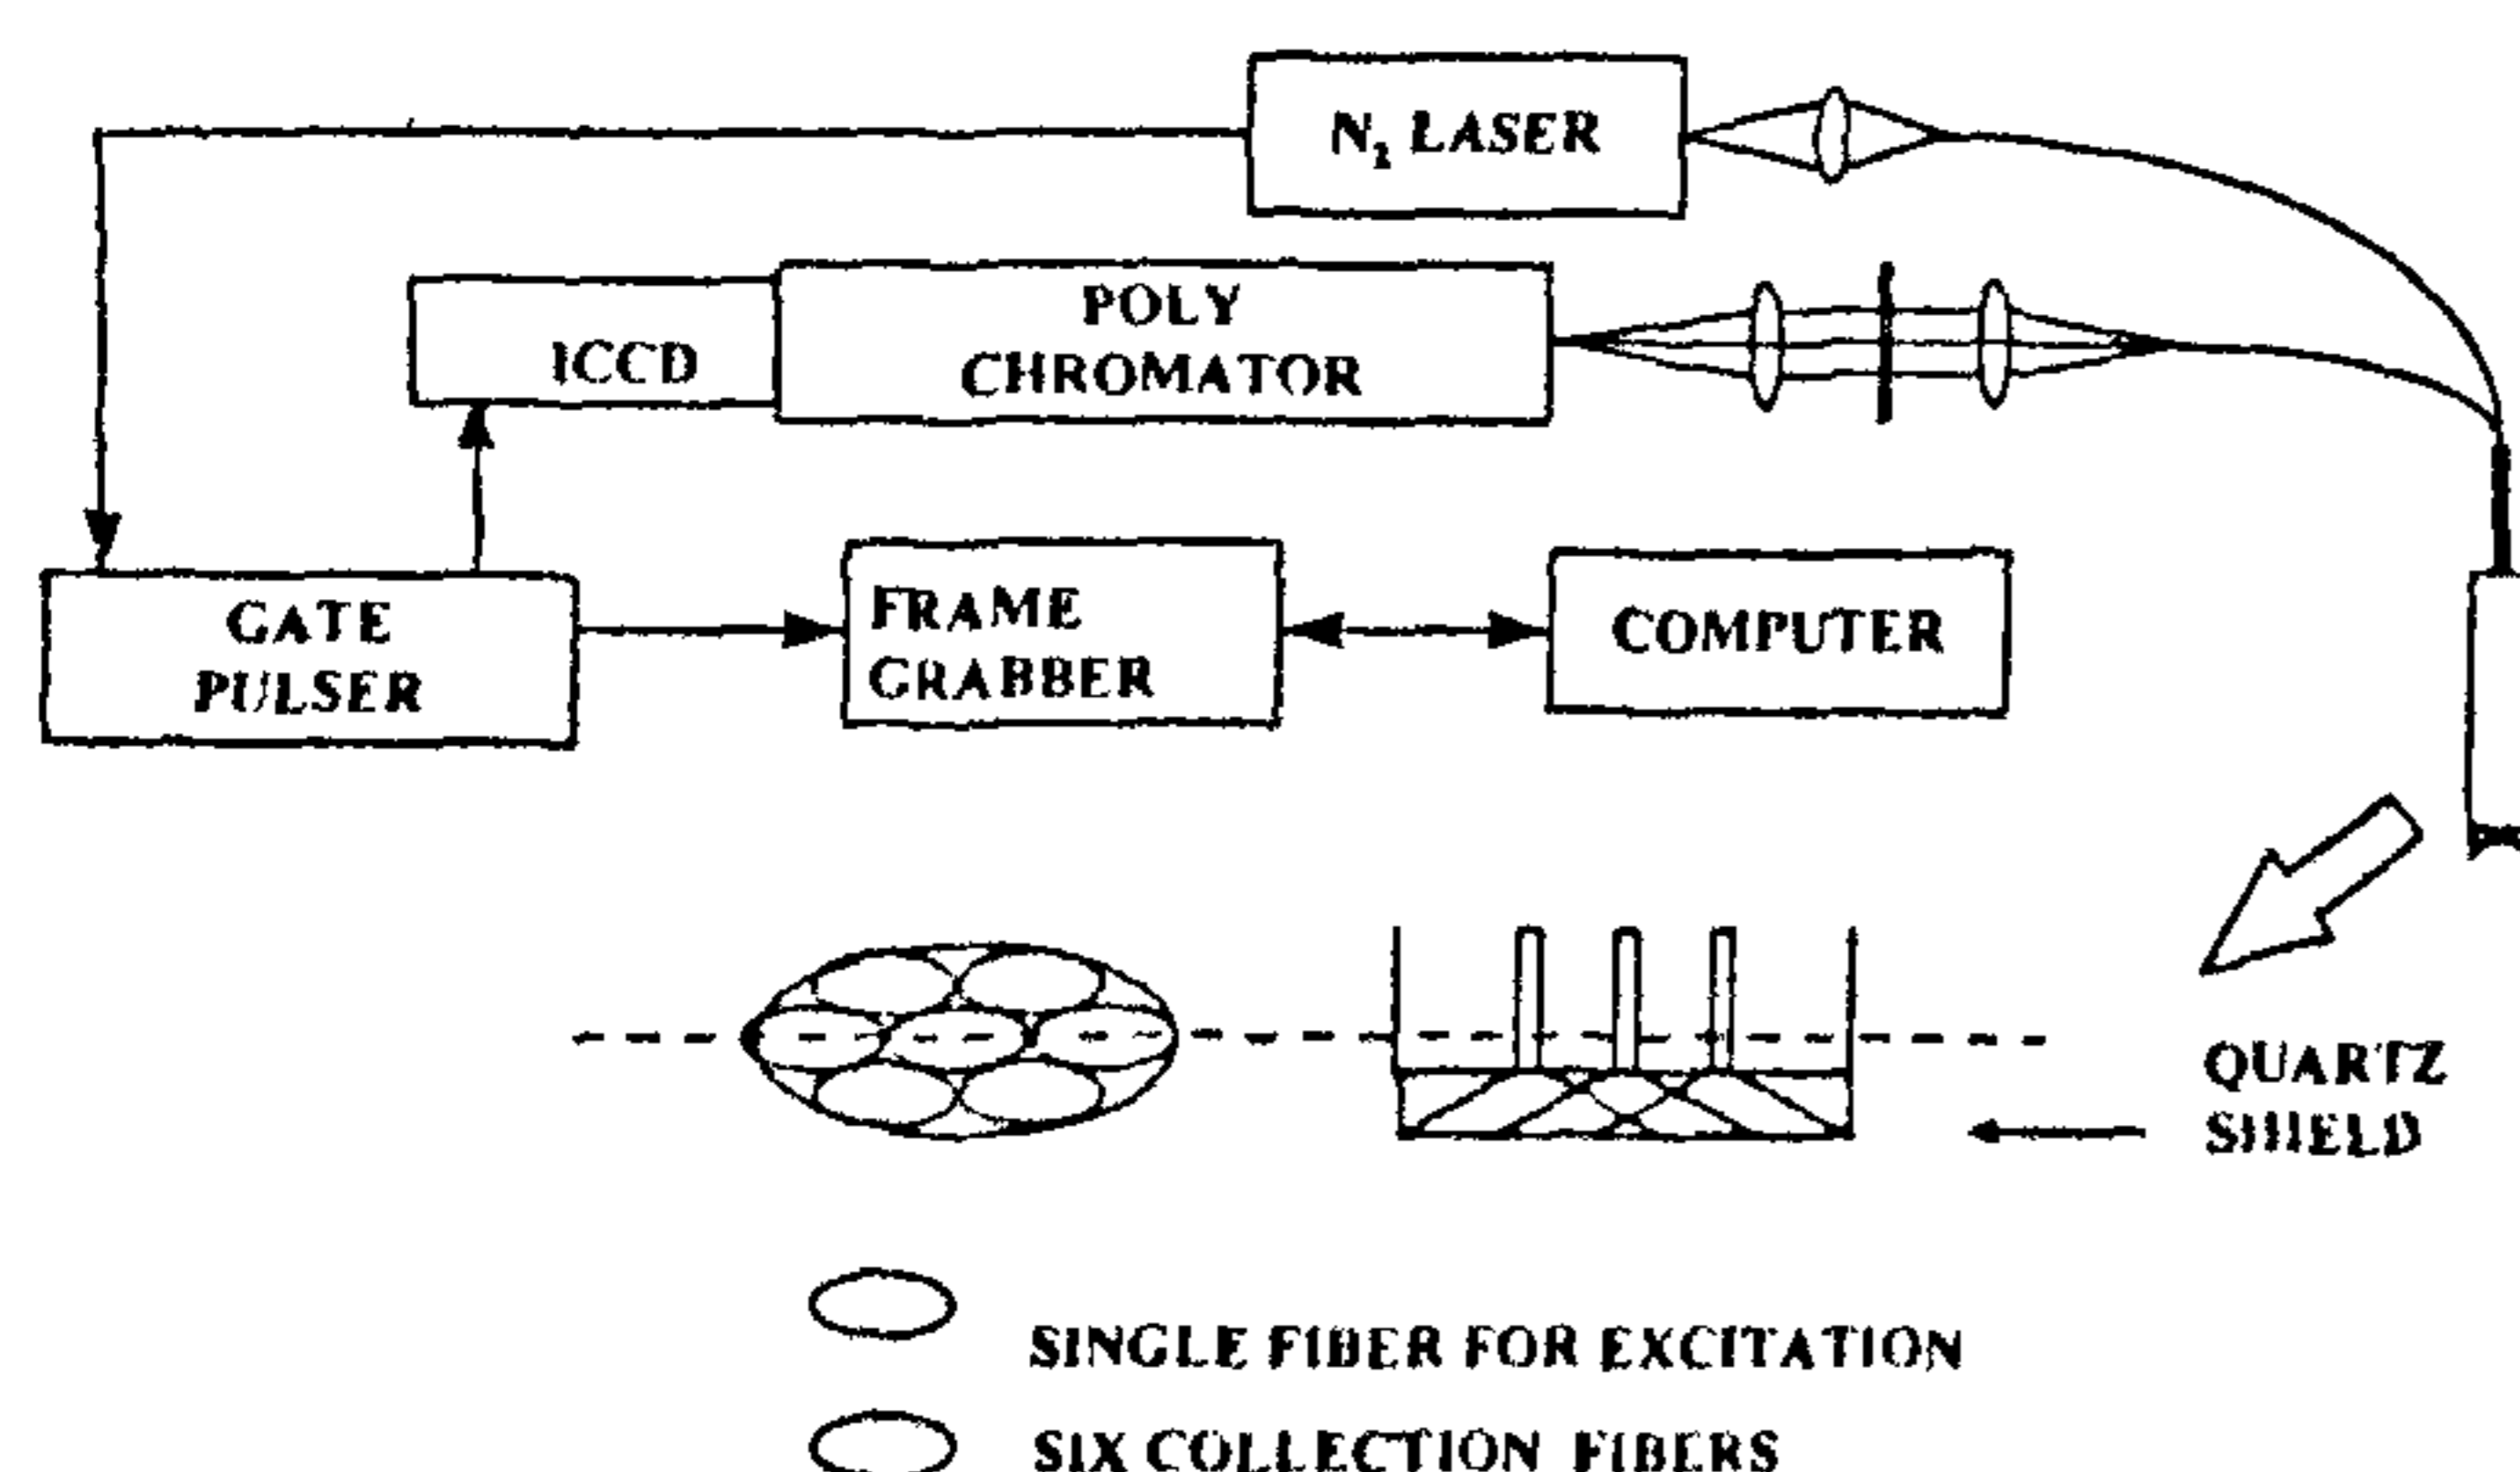 N₂ LASER
POLY
CHROMATOR
ICCD
GATE
PULSER
FRAME
GRABBER
COMPUTER
QUARTZ
SHIELD
SINGLE FIBER FOR EXCITATION
SIX COLLECTION FIBERS